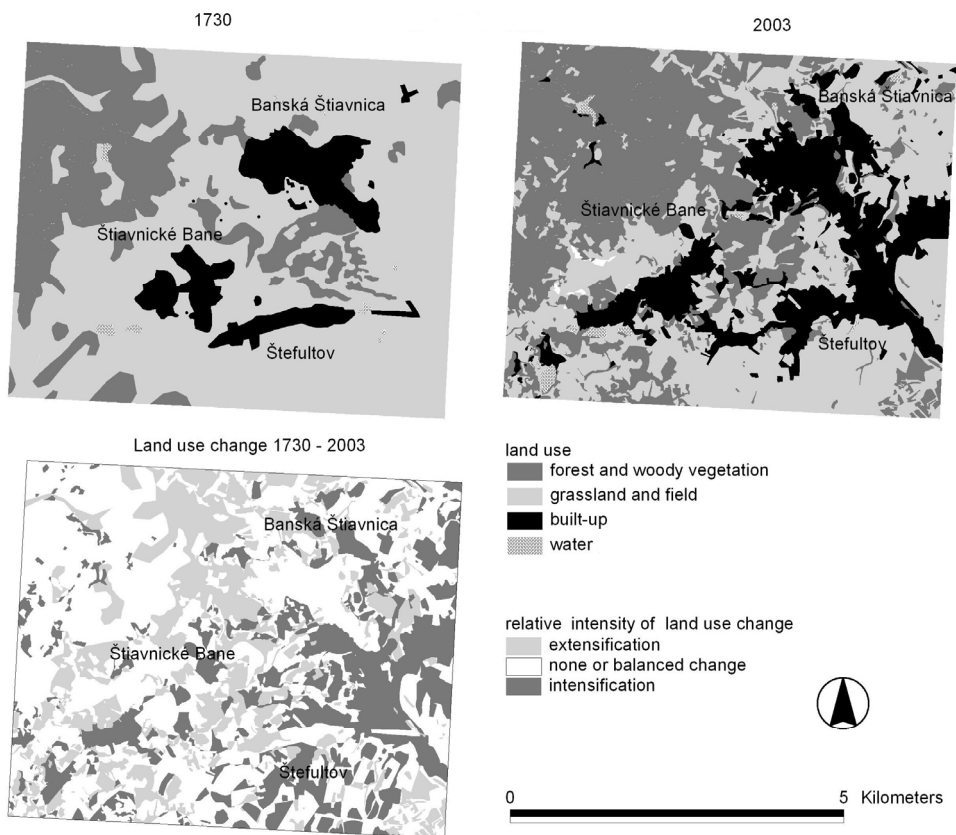 1730
Banská Štiavnica
Štiavnické Bane
Štefultov
2003
Banská Štiavnica
Štiavnické Bane
Štefultov
Land use change 1730 - 2003
Banská Štiavnica
Štiavnické Bane
Štefultov
land use
forest and woody vegetation
grassland and field
built-up
water
relative intensity of land use change
extensification
none or balanced change
intensification
0 5 Kilometers